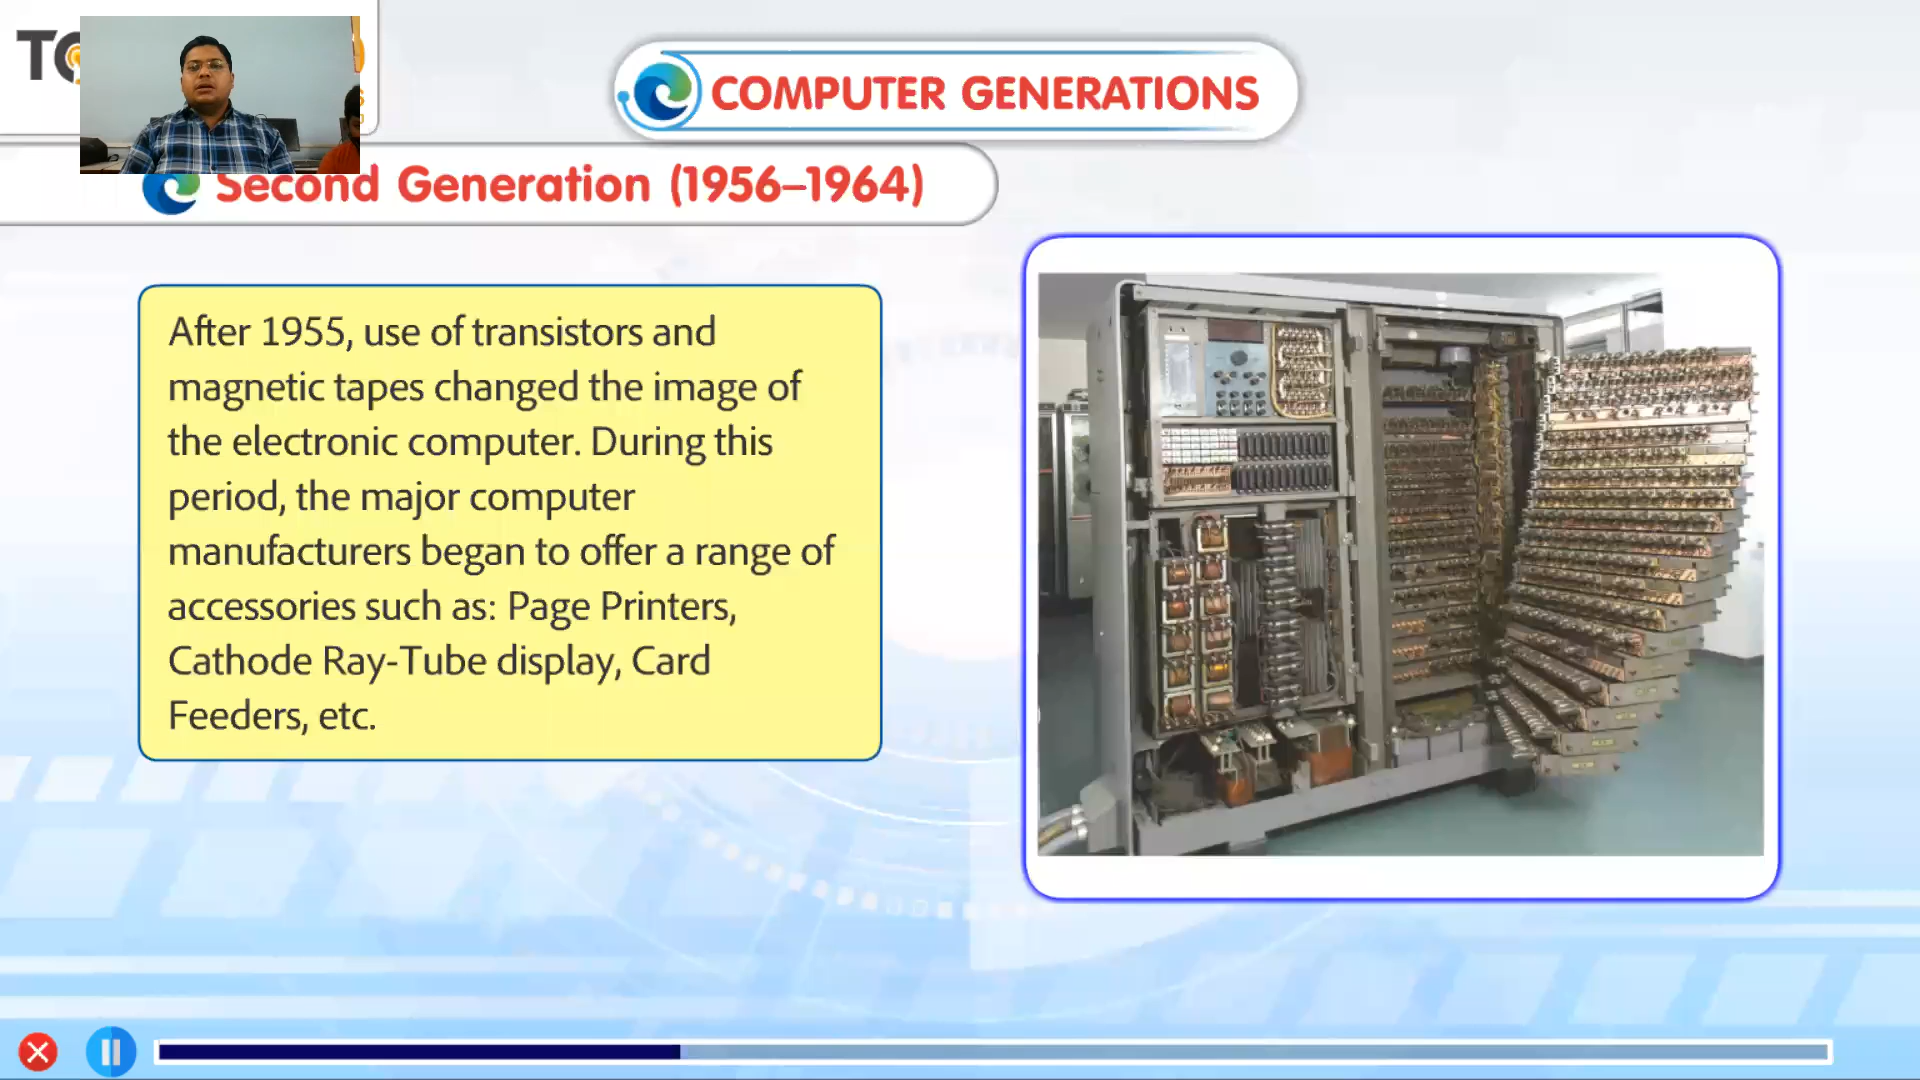 COMPUTER GENERATIONS
Second Generation (1956–1964)
After 1955, use of transistors and
magnetic tapes changed the image of
the electronic computer. During this
period, the major computer
manufacturers began to offer a range of
accessories such as: Page Printers,
Cathode Ray-Tube display, Card
Feeders, etc.